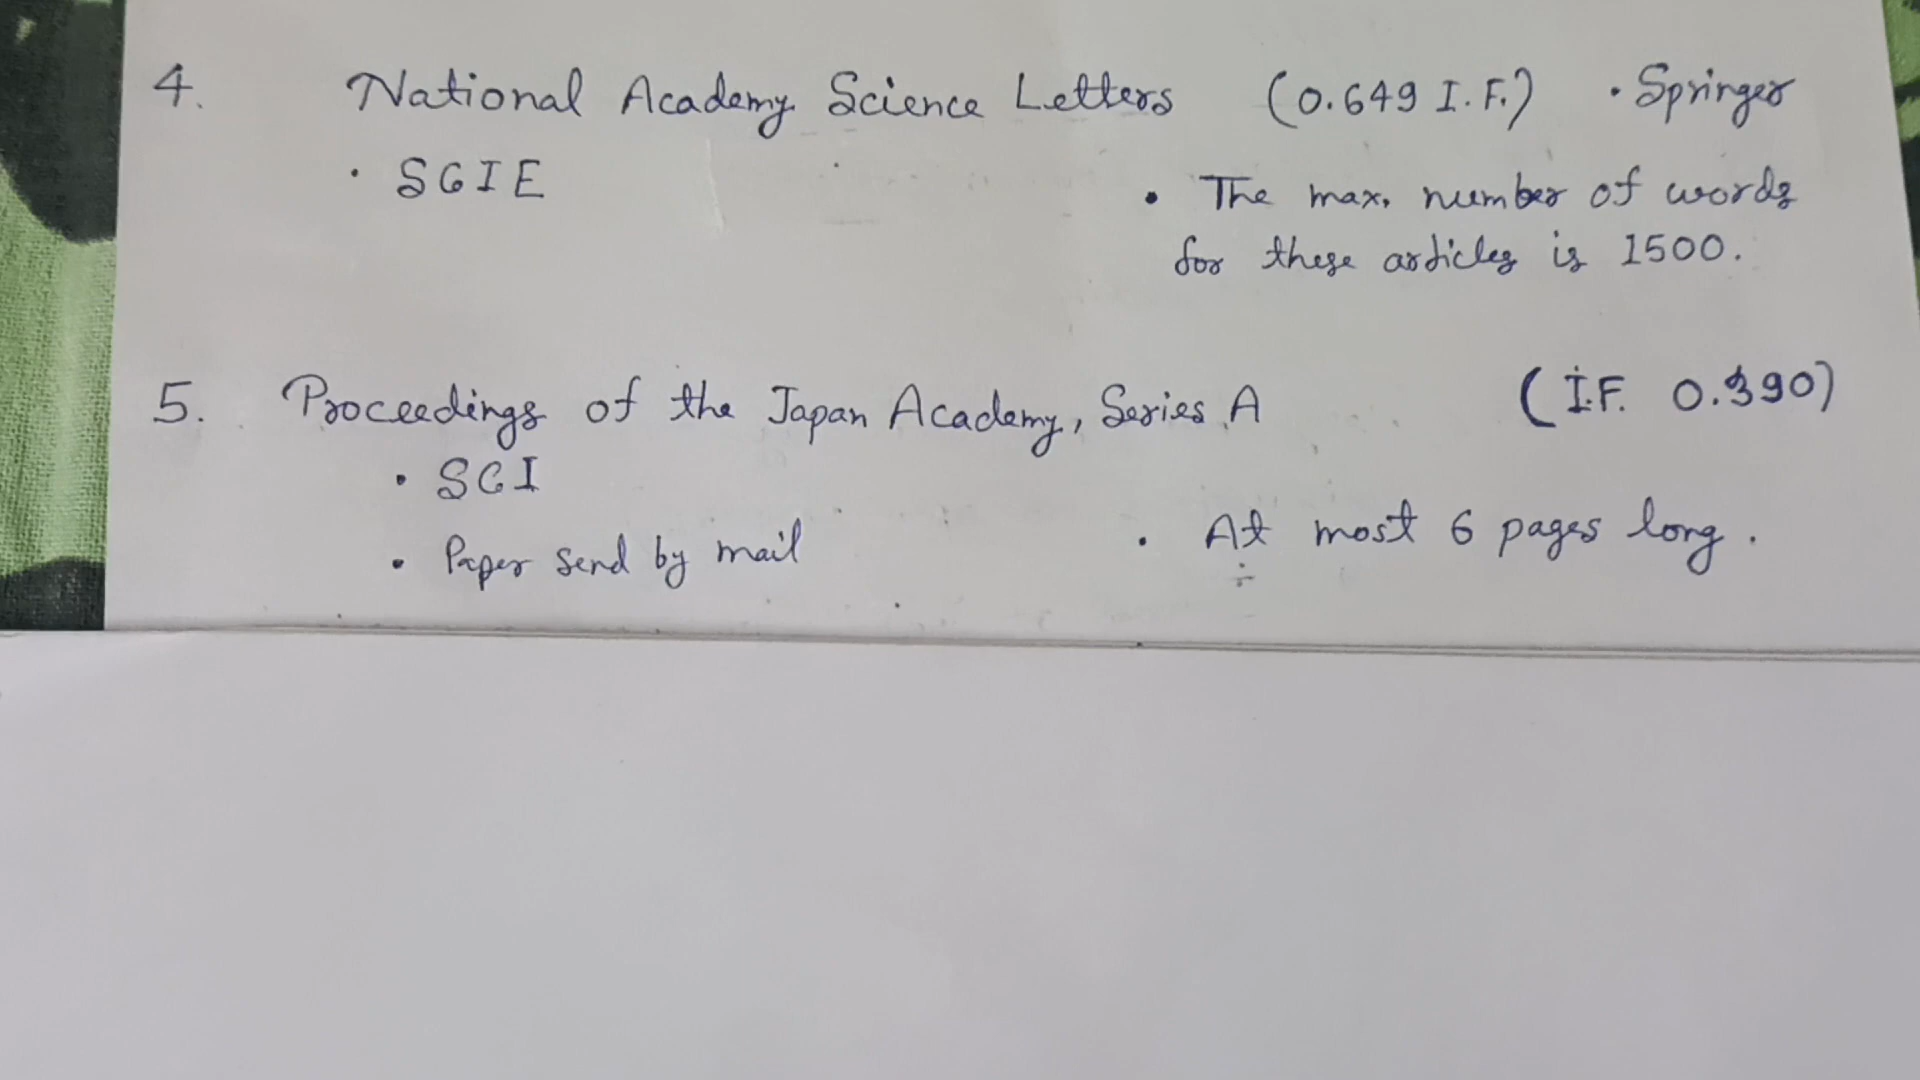 4. National Academy Science Letters (0.649 I.F.) • Springer
• SCIE
• The max. number of words
for these articles is 1500.
5. Proceedings of the Japan Academy, Series A (I.F. 0.390)
• SCI
• Paper send by mail
• At most 6 pages long.